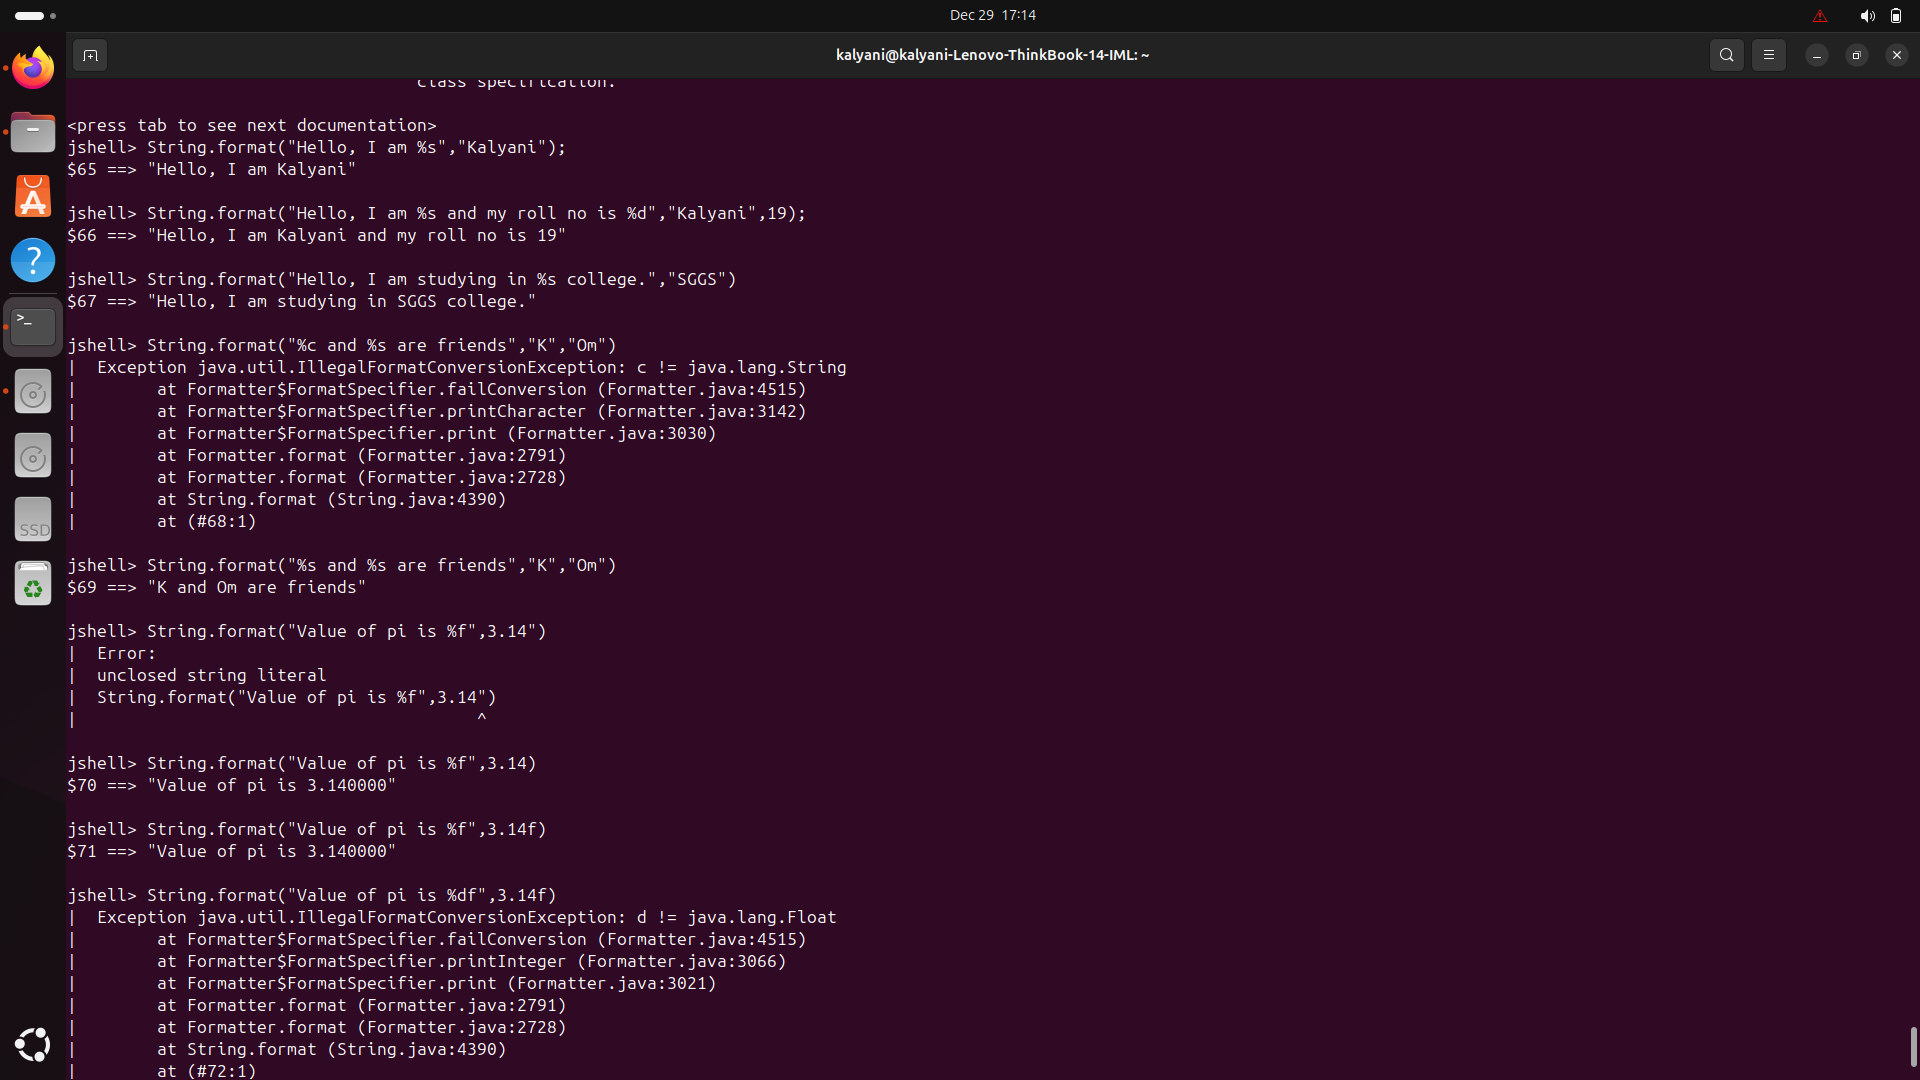 Dec 29 17:14
kalyani@kalyani-Lenovo-ThinkBook-14-IML: ~
class specification.
<press tab to see next documentation>
jshell> String.format("Hello, I am %s","Kalyani");
$65 ==> "Hello, I am Kalyani"
jshell> String.format("Hello, I am %s and my roll no is %d","Kalyani",19);
$66 ==> "Hello, I am Kalyani and my roll no is 19"
jshell> String.format("Hello, I am studying in %s college.","SGGS")
$67 ==> "Hello, I am studying in SGGS college."
jshell> String.format("%c and %s are friends","K","Om")
|  Exception java.util.IllegalFormatConversionException: c != java.lang.String
|        at Formatter$FormatSpecifier.failConversion (Formatter.java:4515)
|        at Formatter$FormatSpecifier.printCharacter (Formatter.java:3142)
|        at Formatter$FormatSpecifier.print (Formatter.java:3030)
|        at Formatter.format (Formatter.java:2791)
|        at Formatter.format (Formatter.java:2728)
|        at String.format (String.java:4390)
|        at (#68:1)
jshell> String.format("%s and %s are friends","K","Om")
$69 ==> "K and Om are friends"
jshell> String.format("Value of pi is %f",3.14")
|  Error:
|  unclosed string literal
|  String.format("Value of pi is %f",3.14")
|                                        ^
jshell> String.format("Value of pi is %f",3.14)
$70 ==> "Value of pi is 3.140000"
jshell> String.format("Value of pi is %f",3.14f)
$71 ==> "Value of pi is 3.140000"
jshell> String.format("Value of pi is %df",3.14f)
|  Exception java.util.IllegalFormatConversionException: d != java.lang.Float
|        at Formatter$FormatSpecifier.failConversion (Formatter.java:4515)
|        at Formatter$FormatSpecifier.printInteger (Formatter.java:3066)
|        at Formatter$FormatSpecifier.print (Formatter.java:3021)
|        at Formatter.format (Formatter.java:2791)
|        at Formatter.format (Formatter.java:2728)
|        at String.format (String.java:4390)
|        at (#72:1)
>_
SSD